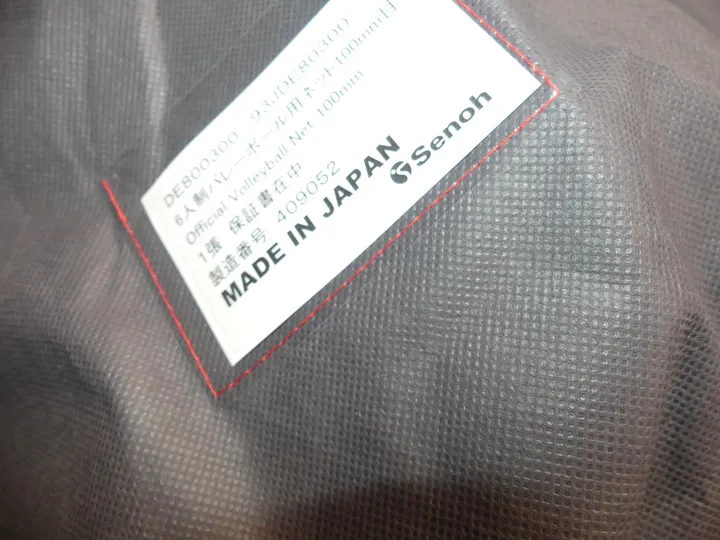 DE800300 93JDE80300
6人制バレーボール用ネット100mm目
Official Volleyball Net 100mm
1張 保証書在中
製造番号 409052
MADE IN JAPAN
Senoh